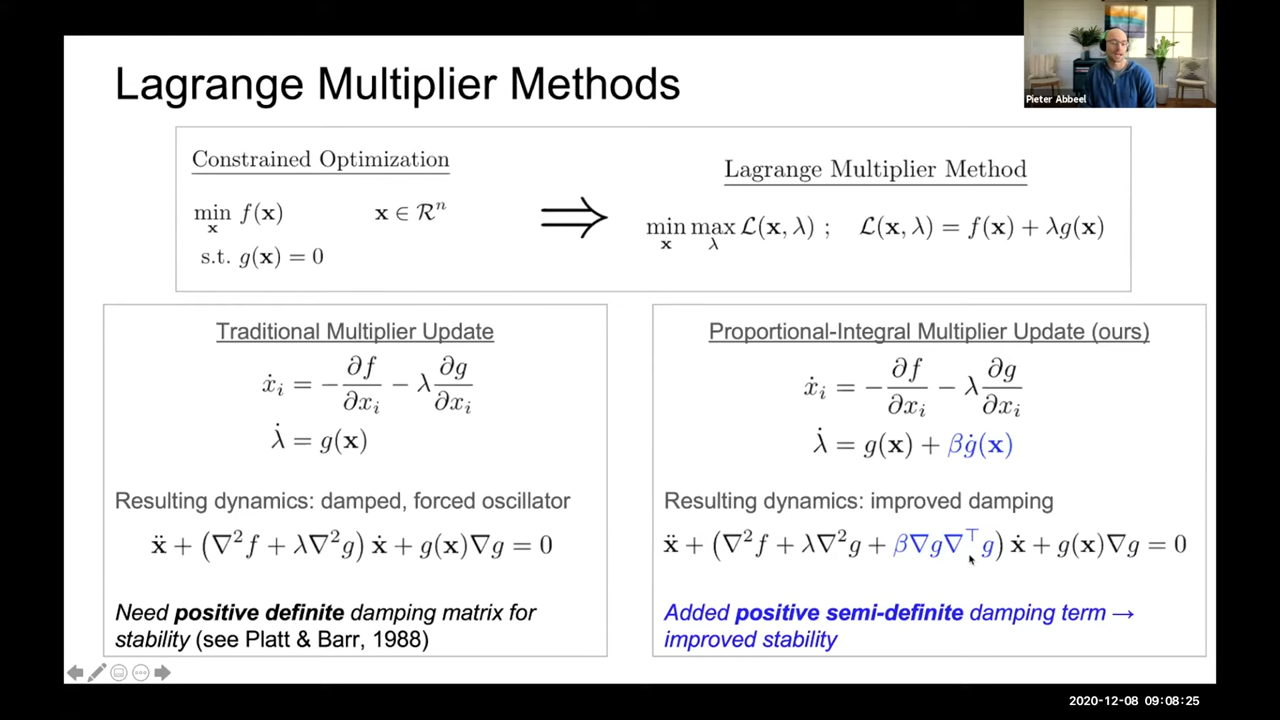 Lagrange Multiplier Methods
Pieter Abbeel
Constrained Optimization
min f(𝐱)   𝐱 ∈ ℛⁿ
𝐱
s.t. g(𝐱) = 0
⟹
Lagrange Multiplier Method
min max ℒ(𝐱, λ) ;   ℒ(𝐱, λ) = f(𝐱) + λg(𝐱)
𝐱 λ
Traditional Multiplier Update
ẋᵢ = −∂f/∂xᵢ − λ ∂g/∂xᵢ
λ̇ = g(𝐱)
Resulting dynamics: damped, forced oscillator
𝐱̈ + (∇²f + λ∇²g) 𝐱̇ + g(𝐱)∇g = 0
Need positive definite damping matrix for
stability (see Platt & Barr, 1988)
Proportional-Integral Multiplier Update (ours)
ẋᵢ = −∂f/∂xᵢ − λ ∂g/∂xᵢ
λ̇ = g(𝐱) + βġ(𝐱)
Resulting dynamics: improved damping
𝐱̈ + (∇²f + λ∇²g + β∇g∇⊤g) 𝐱̇ + g(𝐱)∇g = 0
Added positive semi-definite damping term →
improved stability
2020-12-08 09:08:25